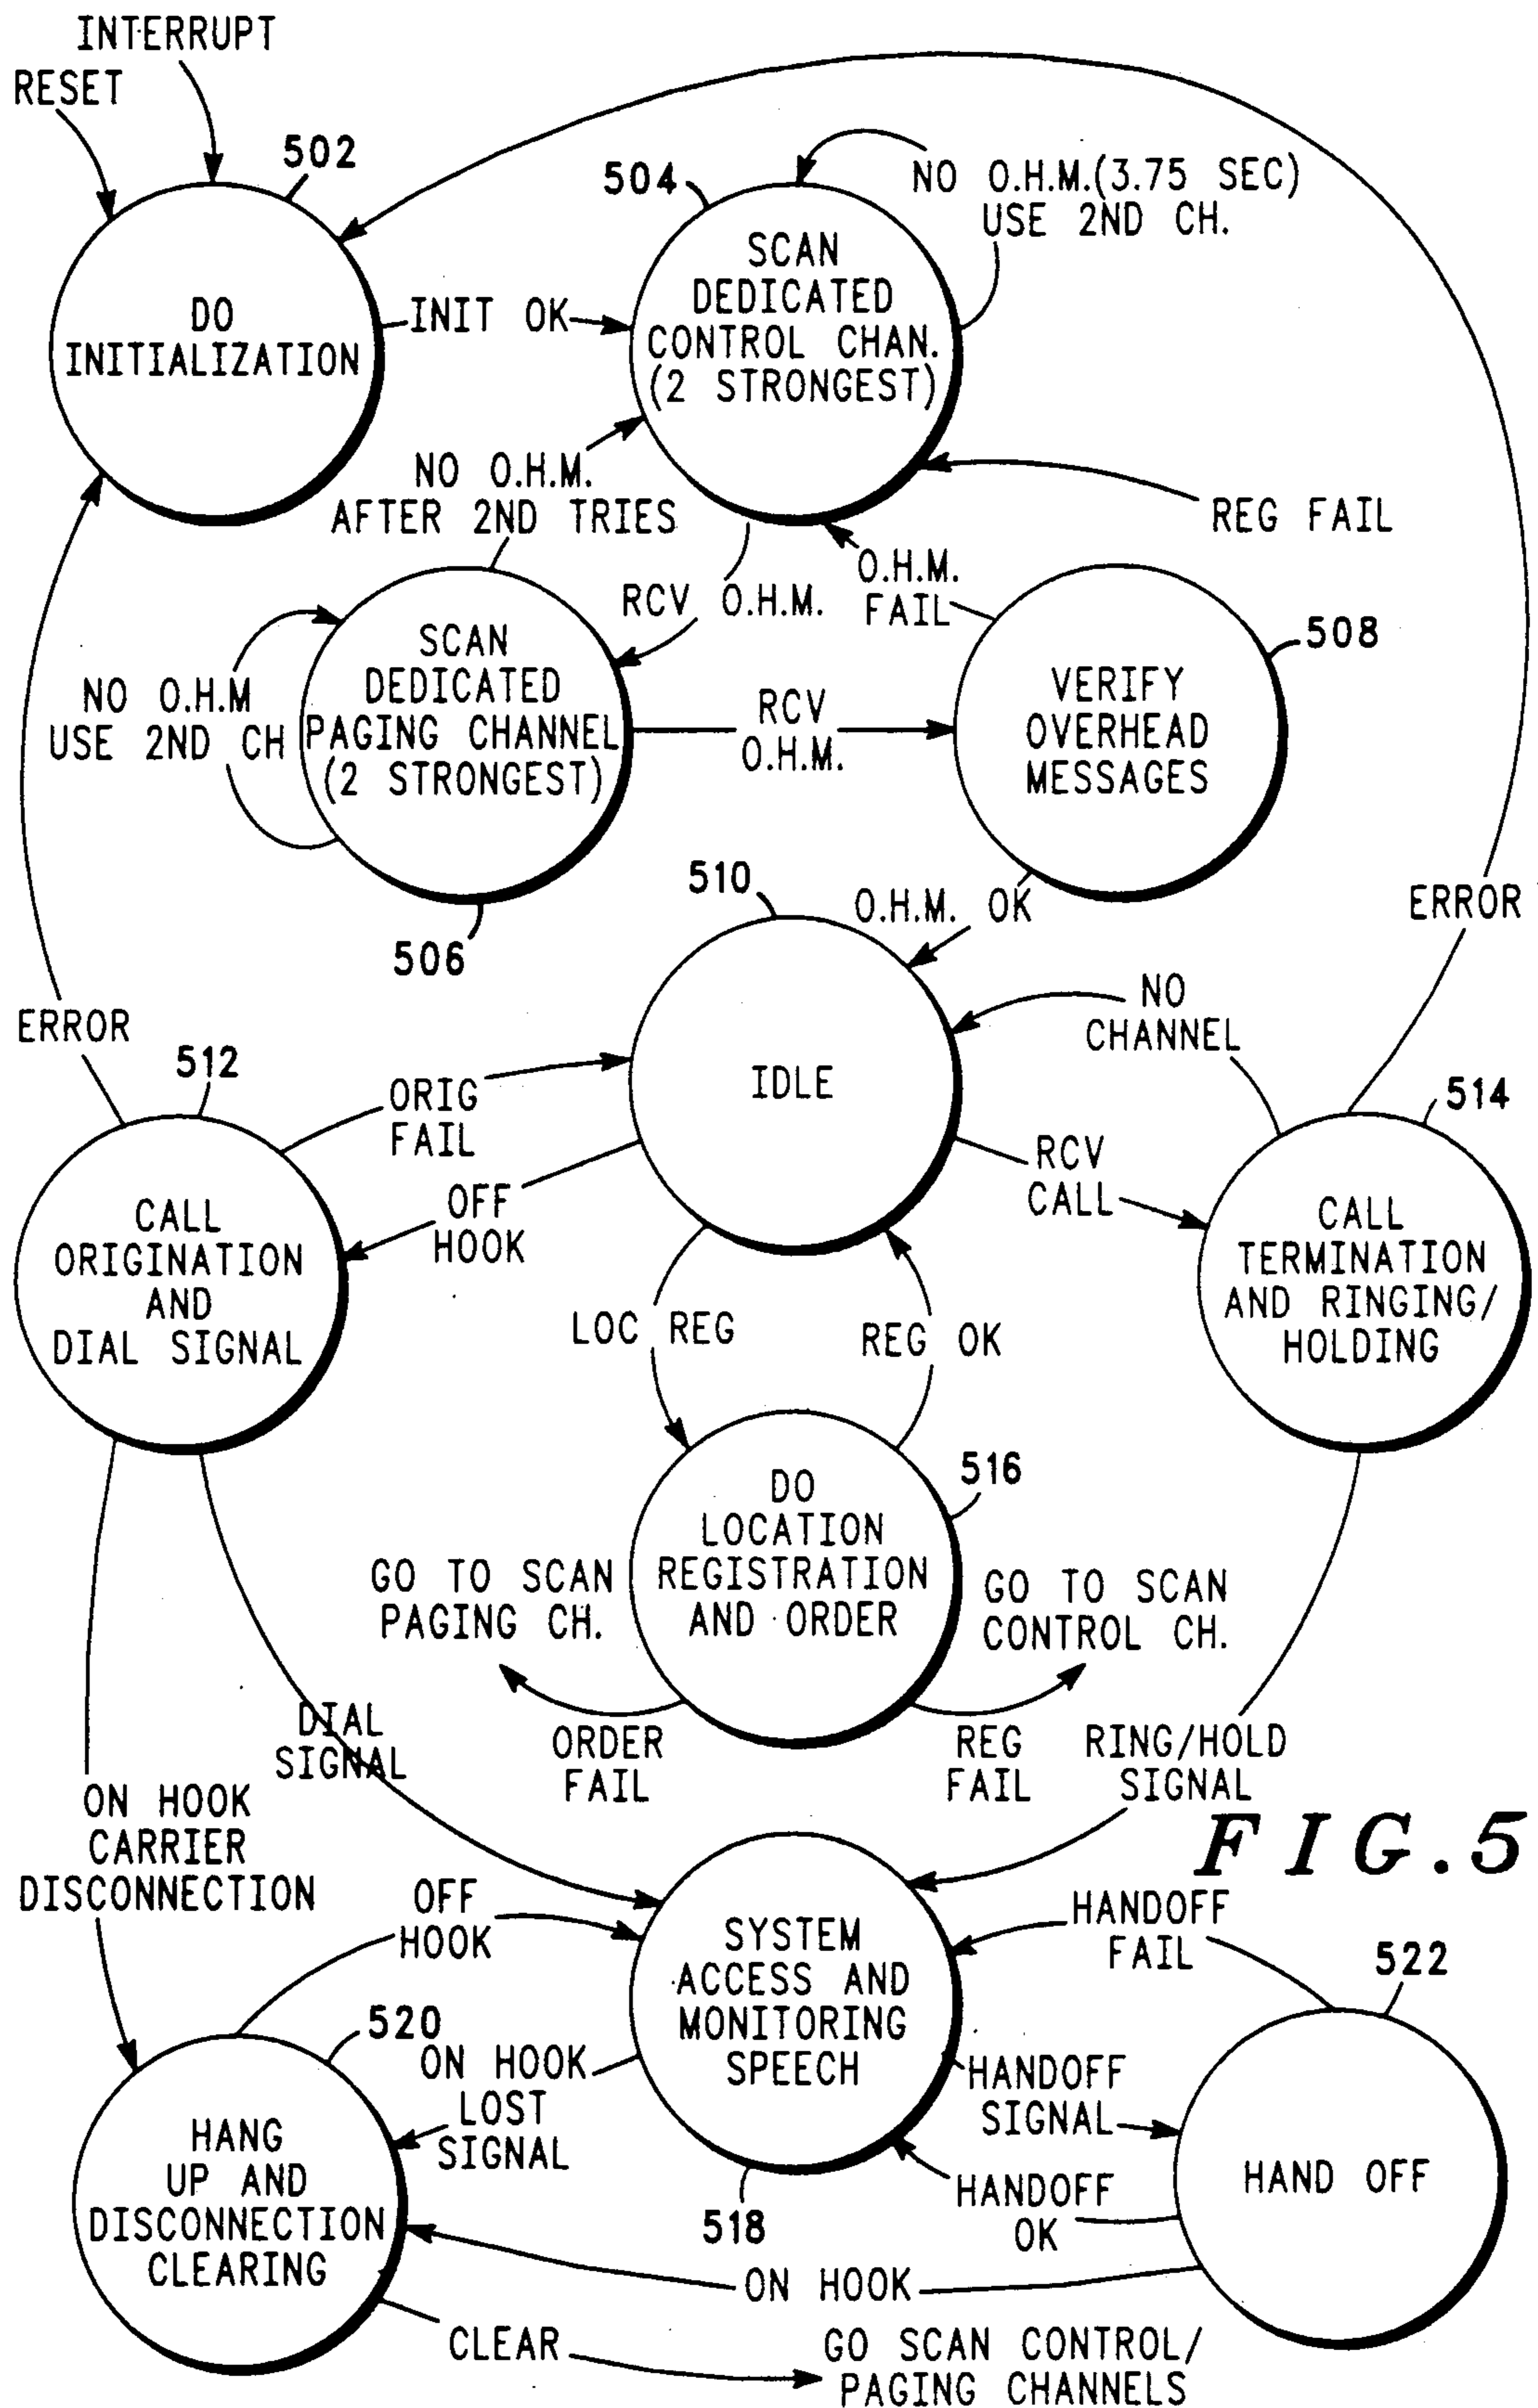 INTERRUPT
RESET
502
504
NO O.H.M.(3.75 SEC)
USE 2ND CH.
DO
INITIALIZATION
INIT OK
SCAN
DEDICATED
CONTROL CHAN.
(2 STRONGEST)
NO O.H.M.
AFTER 2ND TRIES
REG FAIL
RCV O.H.M.
O.H.M.
FAIL
508
NO O.H.M
USE 2ND CH
SCAN
DEDICATED
PAGING CHANNEL
(2 STRONGEST)
RCV
O.H.M.
VERIFY
OVERHEAD
MESSAGES
506
510
O.H.M. OK
ERROR
ERROR
512
ORIG
FAIL
IDLE
NO
CHANNEL
514
OFF
HOOK
RCV
CALL
CALL
ORIGINATION
AND
DIAL SIGNAL
CALL
TERMINATION
AND RINGING/
HOLDING
LOC REG
REG OK
516
DO
LOCATION
REGISTRATION
AND ORDER
GO TO SCAN
PAGING CH.
GO TO SCAN
CONTROL CH.
DIAL
SIGNAL
ORDER
FAIL
REG
FAIL
RING/HOLD
SIGNAL
ON HOOK
CARRIER
DISCONNECTION
FIG.5
OFF
HOOK
SYSTEM
ACCESS AND
MONITORING
SPEECH
HANDOFF
FAIL
522
520
ON HOOK
LOST
SIGNAL
HANDOFF
SIGNAL
HANG
UP AND
DISCONNECTION
CLEARING
518
HANDOFF
OK
HAND OFF
ON HOOK
CLEAR
GO SCAN CONTROL/
PAGING CHANNELS